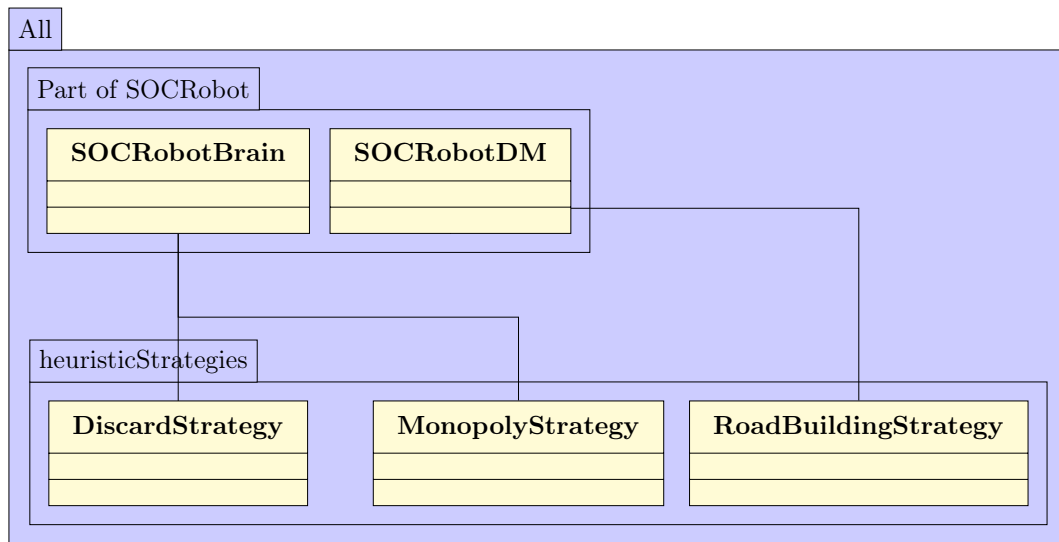 All
Part of SOCRobot
SOCRobotBrain
SOCRobotDM
heuristicStrategies
DiscardStrategy
MonopolyStrategy
RoadBuildingStrategy